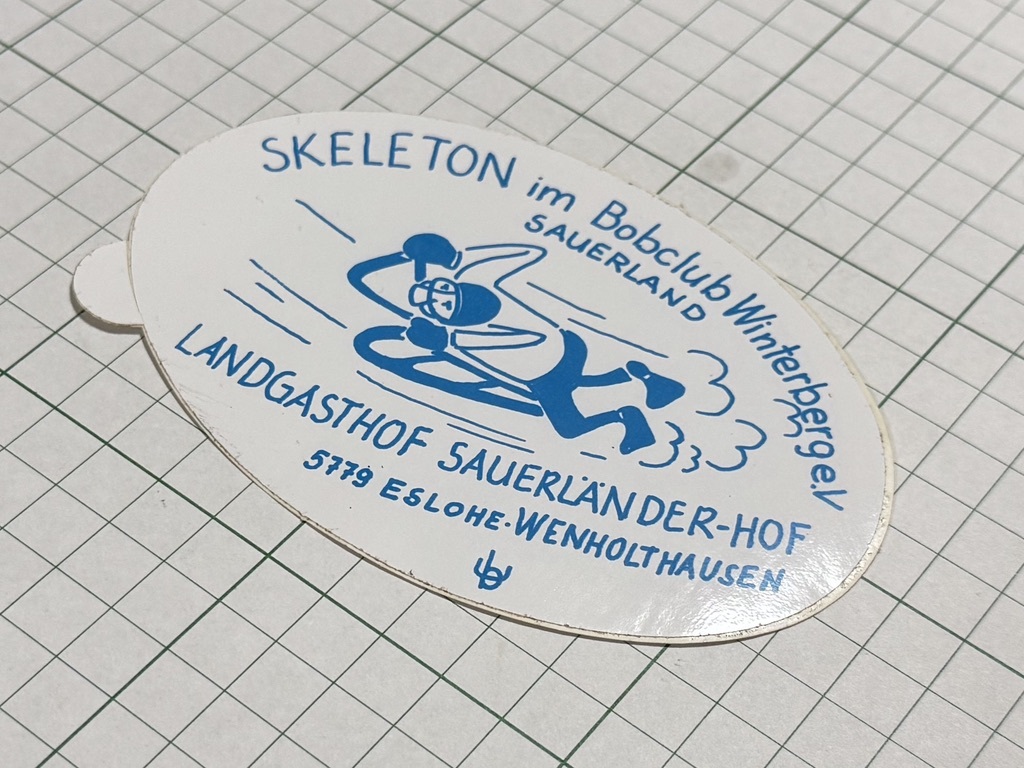 SKELETON im Bobclub Winterberg e.V
SAUERLAND
LANDGASTHOF SAUERLÄNDER-HOF
5779 ESLOHE-WENHOLTHAUSEN